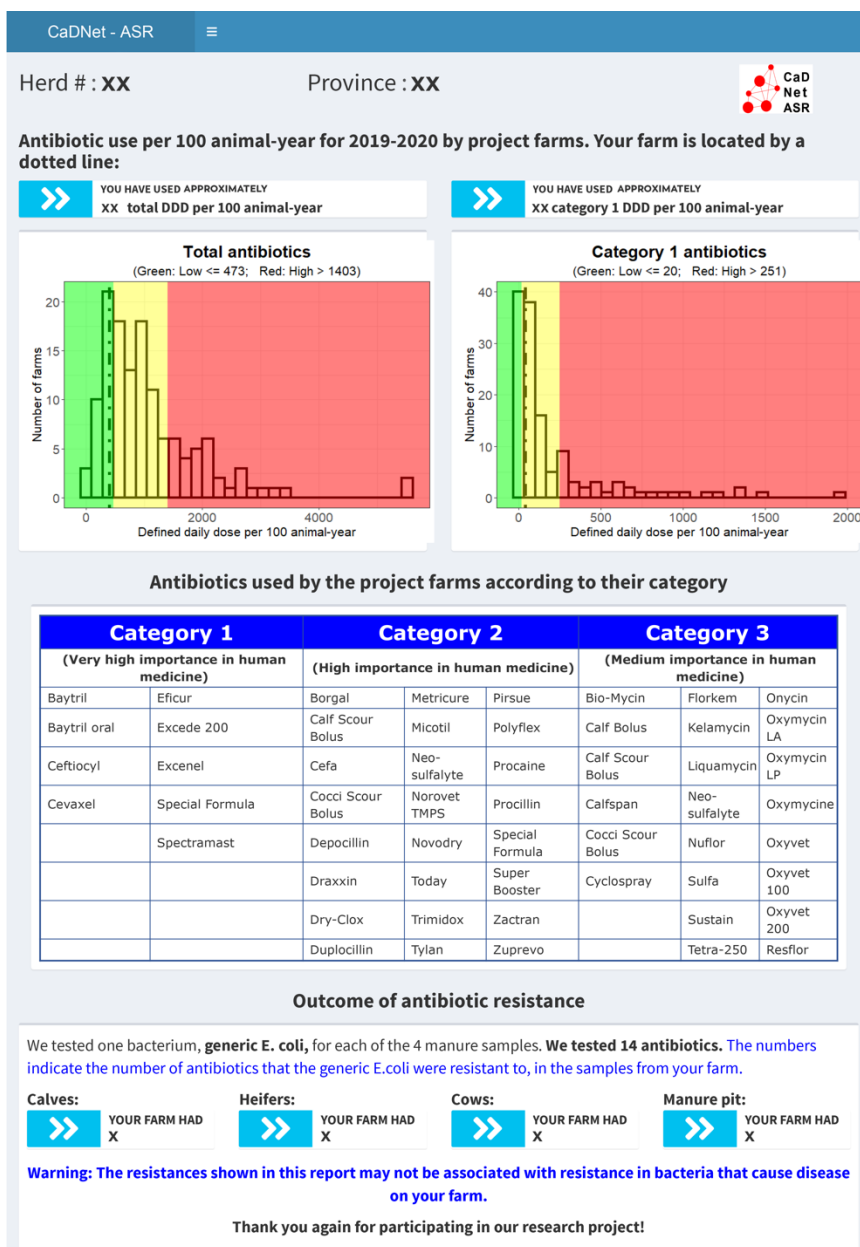 CaDNet - ASR ≡
Herd # : XX
Province : XX
CaD
Net
ASR
Antibiotic use per 100 animal-year for 2019-2020 by project farms. Your farm is located by a
dotted line:
YOU HAVE USED APPROXIMATELY
XX total DDD per 100 animal-year
YOU HAVE USED APPROXIMATELY
XX category 1 DDD per 100 animal-year
Total antibiotics
(Green: Low <= 473; Red: High > 1403)
Number of farms
20
15
10
5
0
0 2000 4000
Defined daily dose per 100 animal-year
Category 1 antibiotics
(Green: Low <= 20; Red: High > 251)
Number of farms
40
30
20
10
0
0 500 1000 1500 2000
Defined daily dose per 100 animal-year
Antibiotics used by the project farms according to their category
Category 1 Category 2 Category 3
(Very high importance in human
medicine)
(High importance in human medicine)
(Medium importance in human
medicine)
Baytril Eficur Borgal Metricure Pirsue Bio-Mycin Florkem Onycin
Baytril oral Excede 200 Calf Scour
Bolus Micotil Polyflex Calf Bolus Kelamycin Oxymycin
LA
Ceftiocyl Excenel Cefa Neo-
sulfalyte Procaine Calf Scour
Bolus Liquamycin Oxymycin
LP
Cevaxel Special Formula Cocci Scour
Bolus Norovet
TMPS Procillin Calfspan Neo-
sulfalyte Oxymycine
Spectramast Depocillin Novodry Special
Formula Cocci Scour
Bolus Nuflor Oxyvet
Draxxin Today Super
Booster Cyclospray Sulfa Oxyvet
100
Dry-Clox Trimidox Zactran Sustain Oxyvet
200
Duplocillin Tylan Zuprevo Tetra-250 Resflor
Outcome of antibiotic resistance
We tested one bacterium, generic E. coli, for each of the 4 manure samples. We tested 14 antibiotics. The numbers
indicate the number of antibiotics that the generic E.coli were resistant to, in the samples from your farm.
Calves:
YOUR FARM HAD
X
Heifers:
YOUR FARM HAD
X
Cows:
YOUR FARM HAD
X
Manure pit:
YOUR FARM HAD
X
Warning: The resistances shown in this report may not be associated with resistance in bacteria that cause disease
on your farm.
Thank you again for participating in our research project!